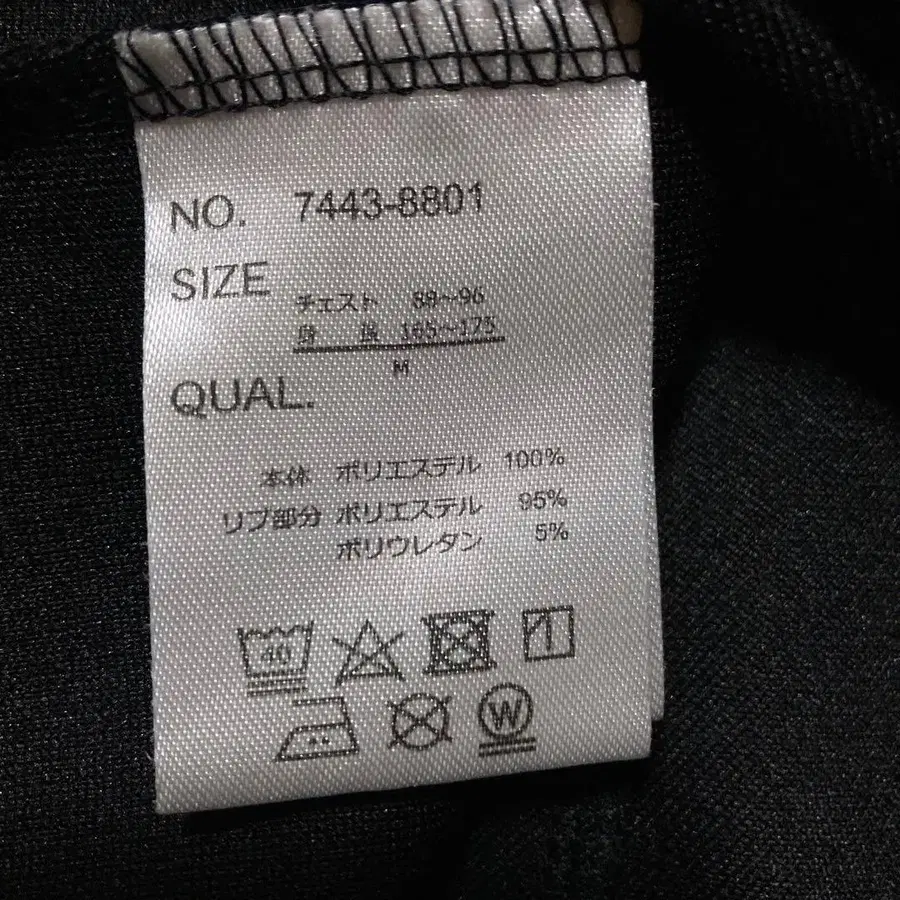 NO. 7443-8801
SIZE
チェスト 88～96
身 長 165～175
M
QUAL.
本体 ポリエステル 100%
リブ部分 ポリエステル 95%
ポリウレタン 5%
40
W